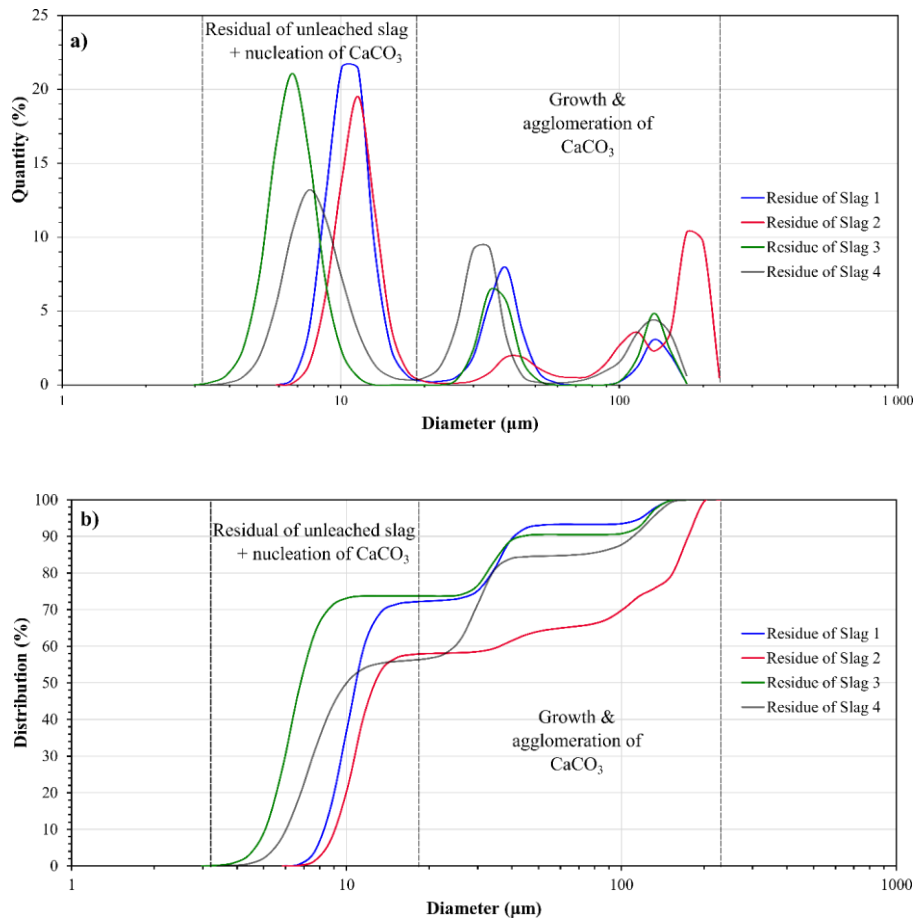 a)
Residual of unleached slag
+ nucleation of CaCO₃
Growth &
agglomeration of
CaCO₃
Quantity (%)
25
20
15
10
5
0
1
10
100
1 000
Diameter (µm)
Residue of Slag 1
Residue of Slag 2
Residue of Slag 3
Residue of Slag 4
b)
Residual of unleached slag
+ nucleation of CaCO₃
Growth &
agglomeration of
CaCO₃
Distribution (%)
100
90
80
70
60
50
40
30
20
10
0
1
10
100
1000
Diameter (µm)
Residue of Slag 1
Residue of Slag 2
Residue of Slag 3
Residue of Slag 4